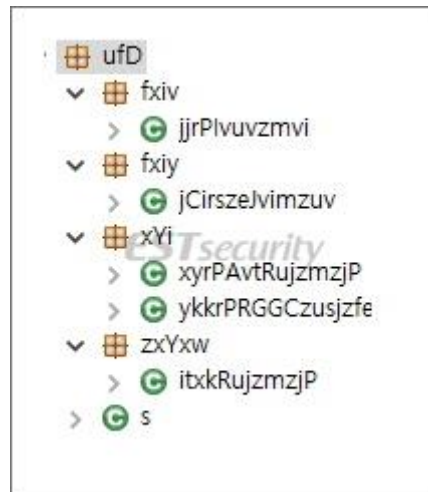 ufD
fxiv
jjrPlvuvzmvi
fxiy
jCirszeJvimzuv
xYi
ESTsecurity
xyrPAvtRujzmzjP
ykkrPRGGCzusjzfe
zxYxw
itxkRujzmzjP
s